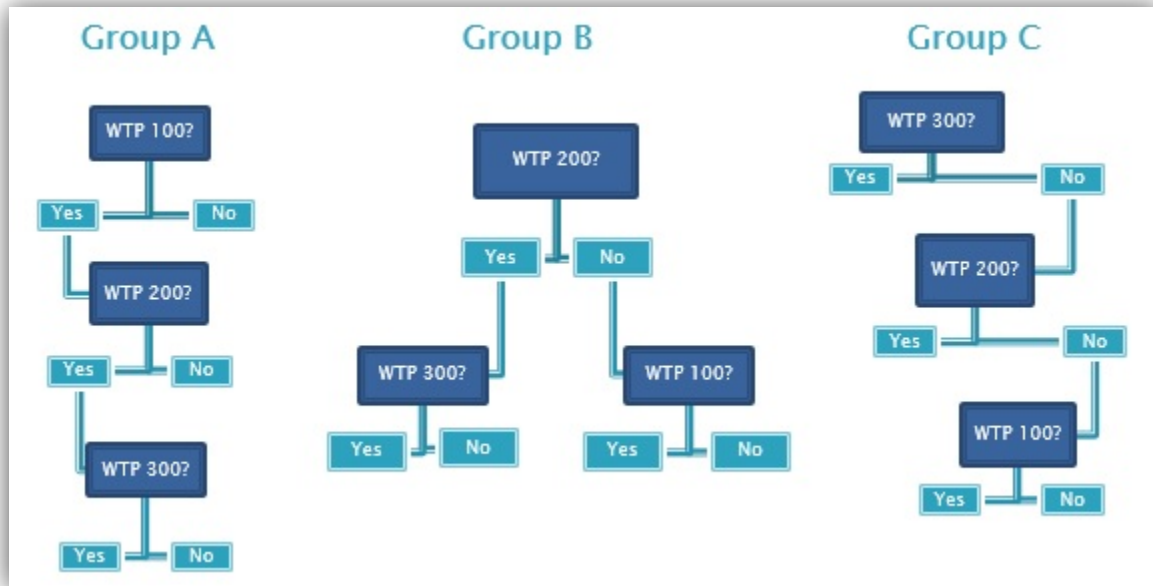 Group A
WTP 100?
Yes
No
WTP 200?
Yes
No
WTP 300?
Yes
No
Group B
WTP 200?
Yes
No
WTP 300?
Yes
No
WTP 100?
Yes
No
Group C
WTP 300?
Yes
No
WTP 200?
Yes
No
WTP 100?
Yes
No